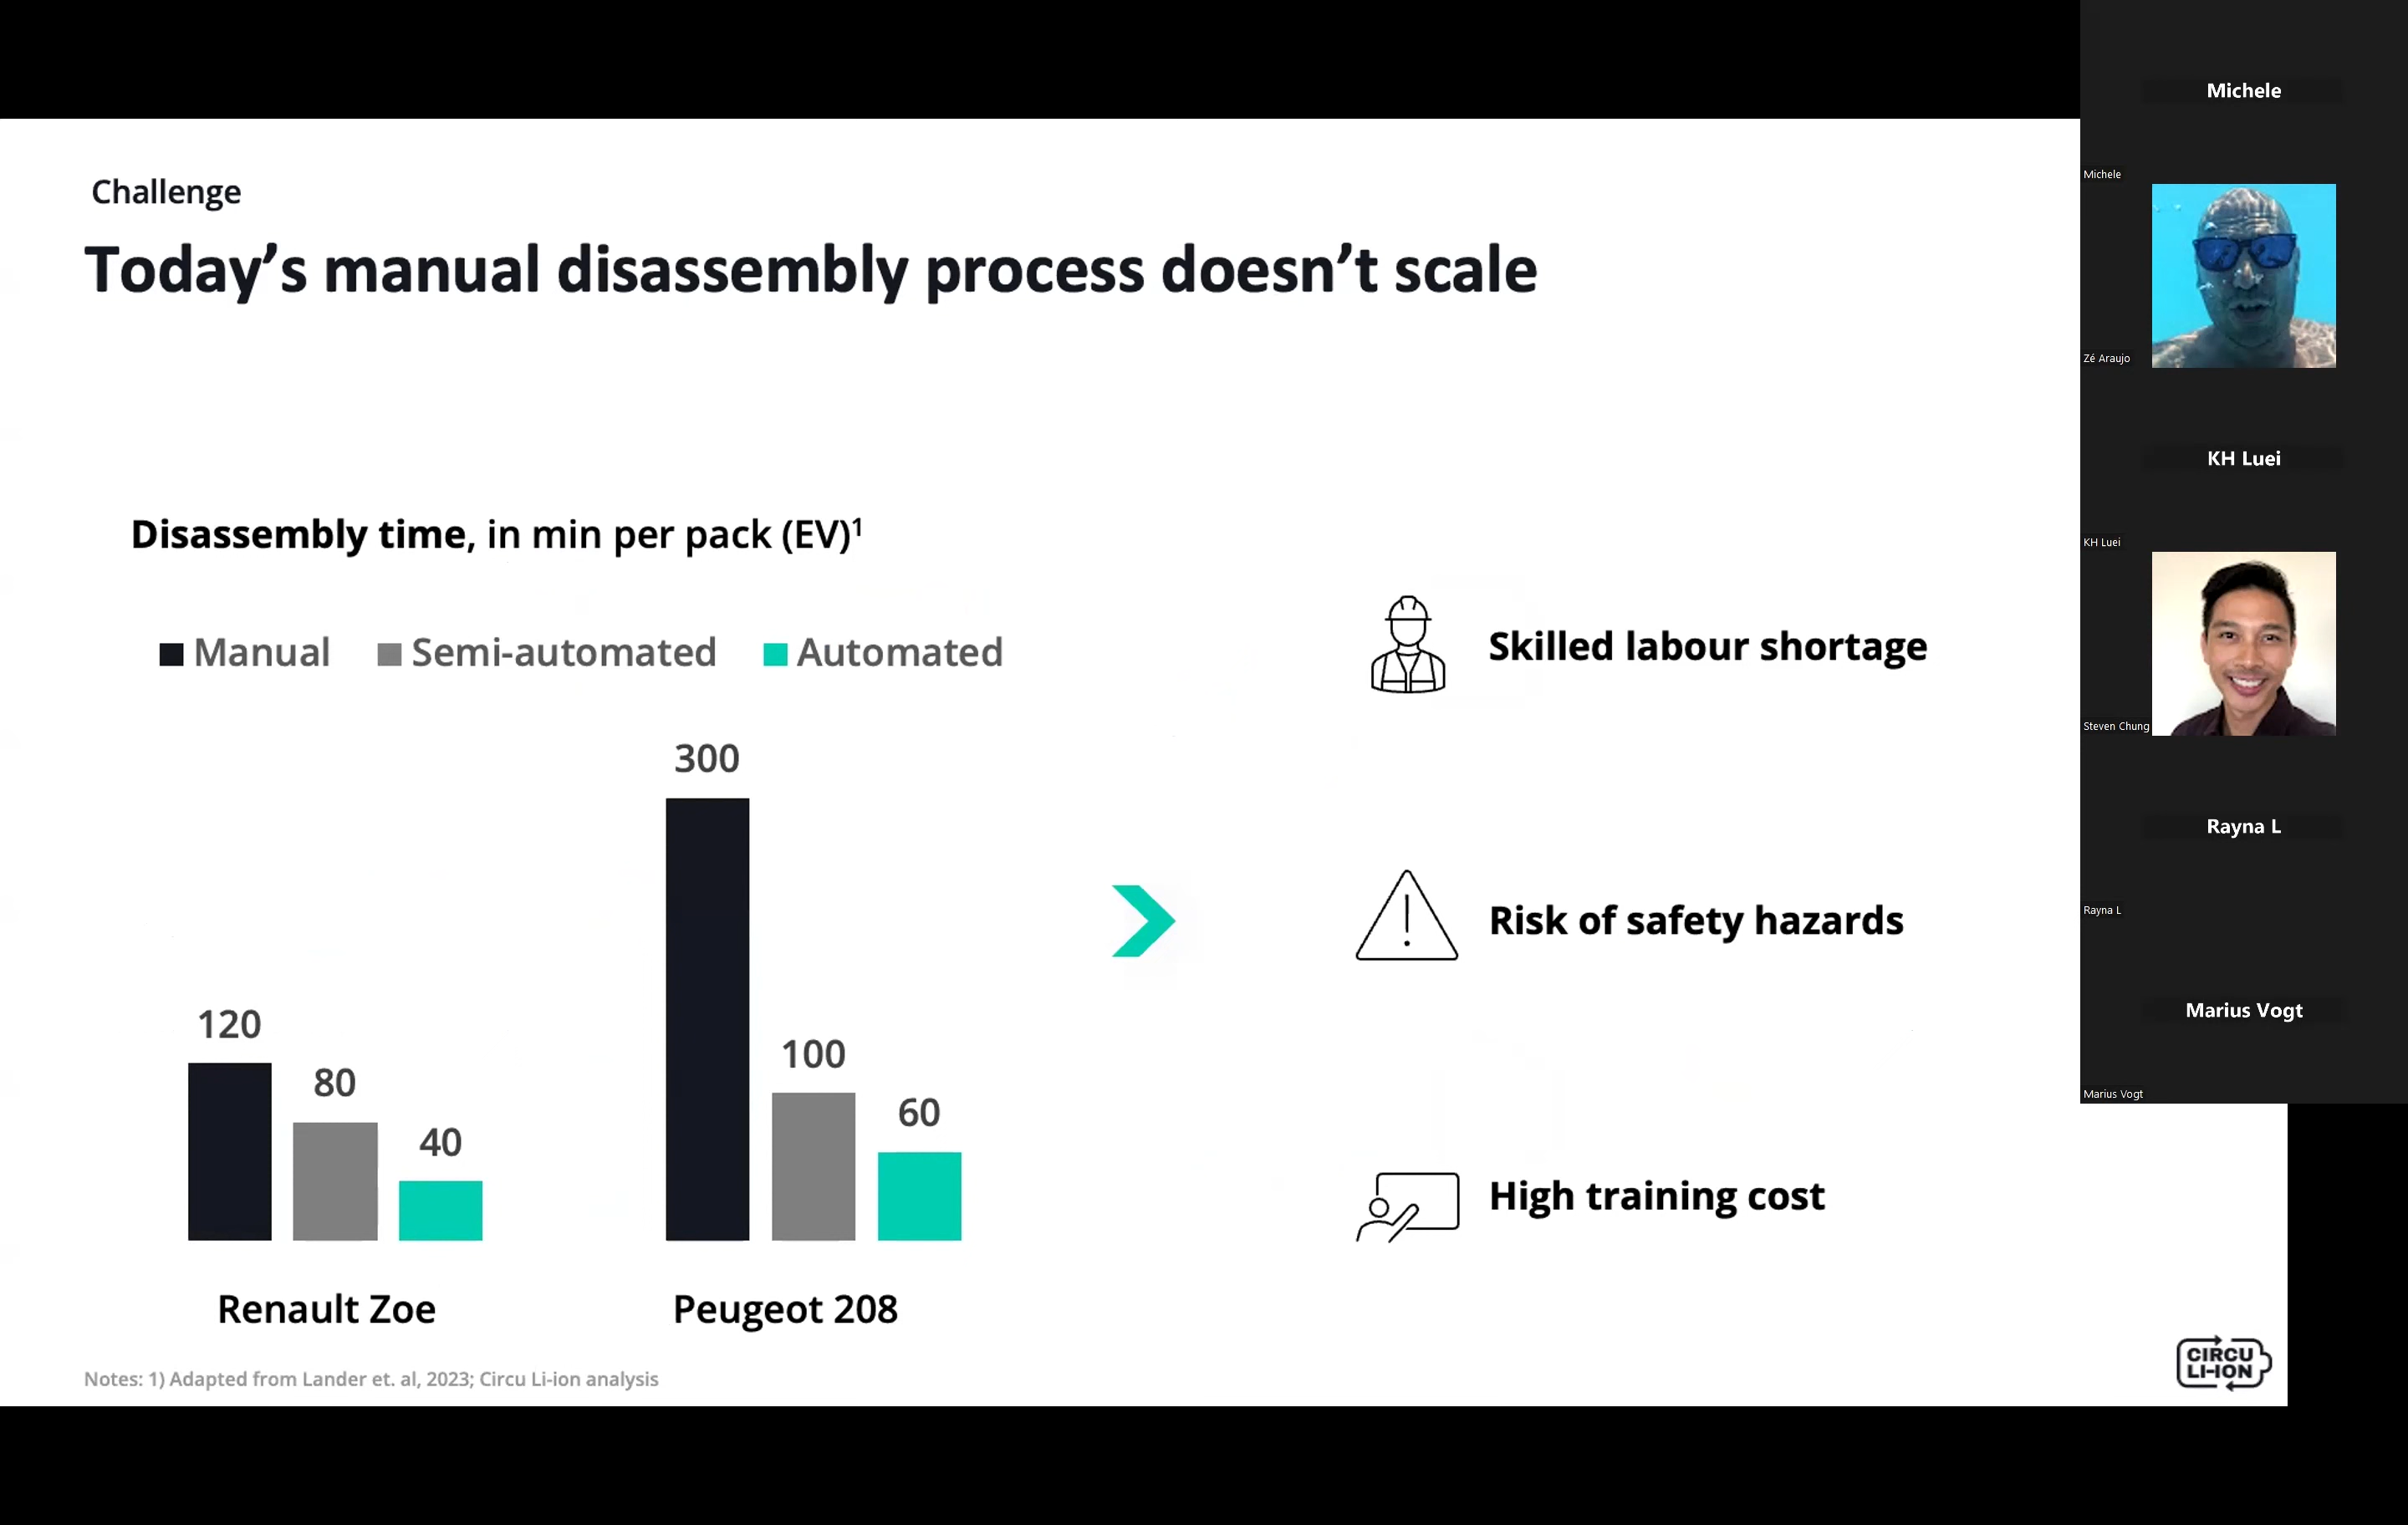 Challenge
Today’s manual disassembly process doesn’t scale
Disassembly time, in min per pack (EV)¹
Manual Semi-automated Automated
300
120
100
80
60
40
Renault Zoe Peugeot 208
Skilled labour shortage
Risk of safety hazards
High training cost
Notes: 1) Adapted from Lander et. al, 2023; Circu Li-ion analysis
CIRCU
LI-ION
Michele
Michele
Zé Araujo
KH Luei
KH Luei
Steven Chung
Rayna L
Rayna L
Marius Vogt
Marius Vogt